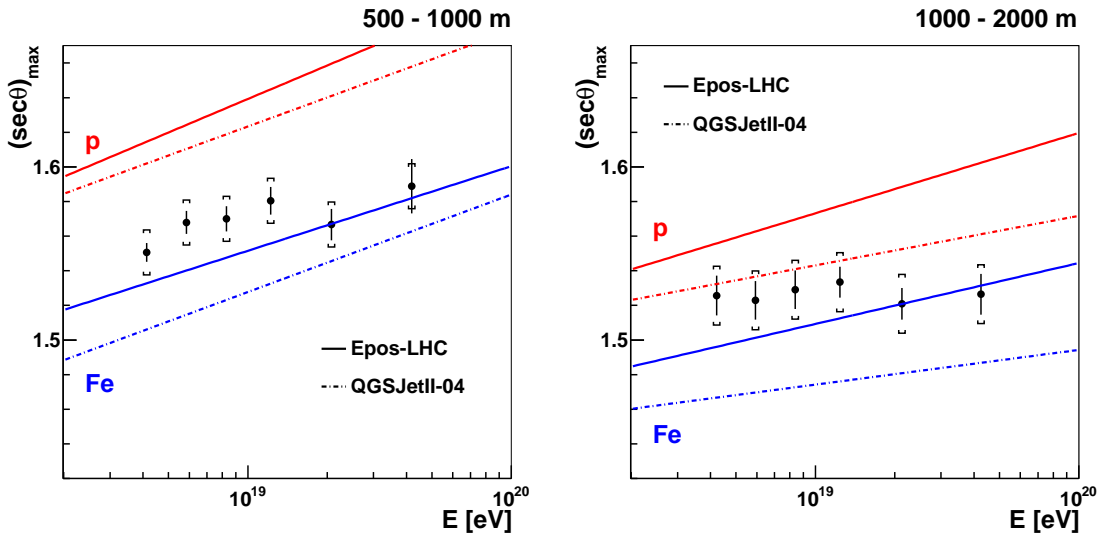 500 - 1000 m
(secθ)max
p
1.6
1.5
Fe
Epos-LHC
QGSJetII-04
10^19
10^20
E [eV]
1000 - 2000 m
(secθ)max
Epos-LHC
QGSJetII-04
p
1.6
1.5
Fe
10^19
10^20
E [eV]